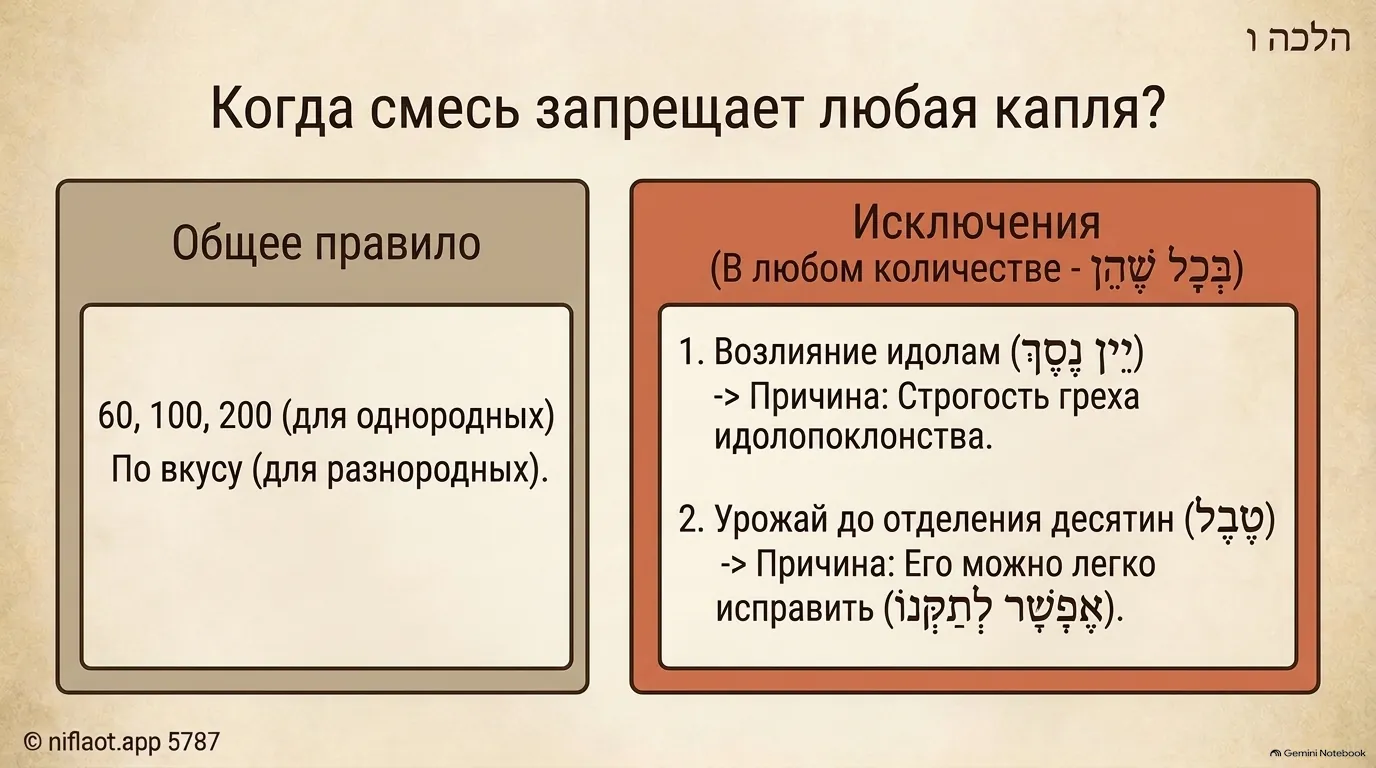 הלכה ו
Когда смесь запрещает любая капля?
Общее правило
60, 100, 200 (для однородных)
По вкусу (для разнородных).
Исключения
(В любом количестве - בְּכָל שֶׁהֵן)
1. Возлияние идолам (יֵין נֶסֶךְ)
-> Причина: Строгость греха
идолопоклонства.
2. Урожай до отделения десятин (טֶבֶל)
-> Причина: Его можно легко
исправить (אֶפְשָׁר לְתַקְּנוֹ).
© niflaot.app 5787
Gemini Notebook